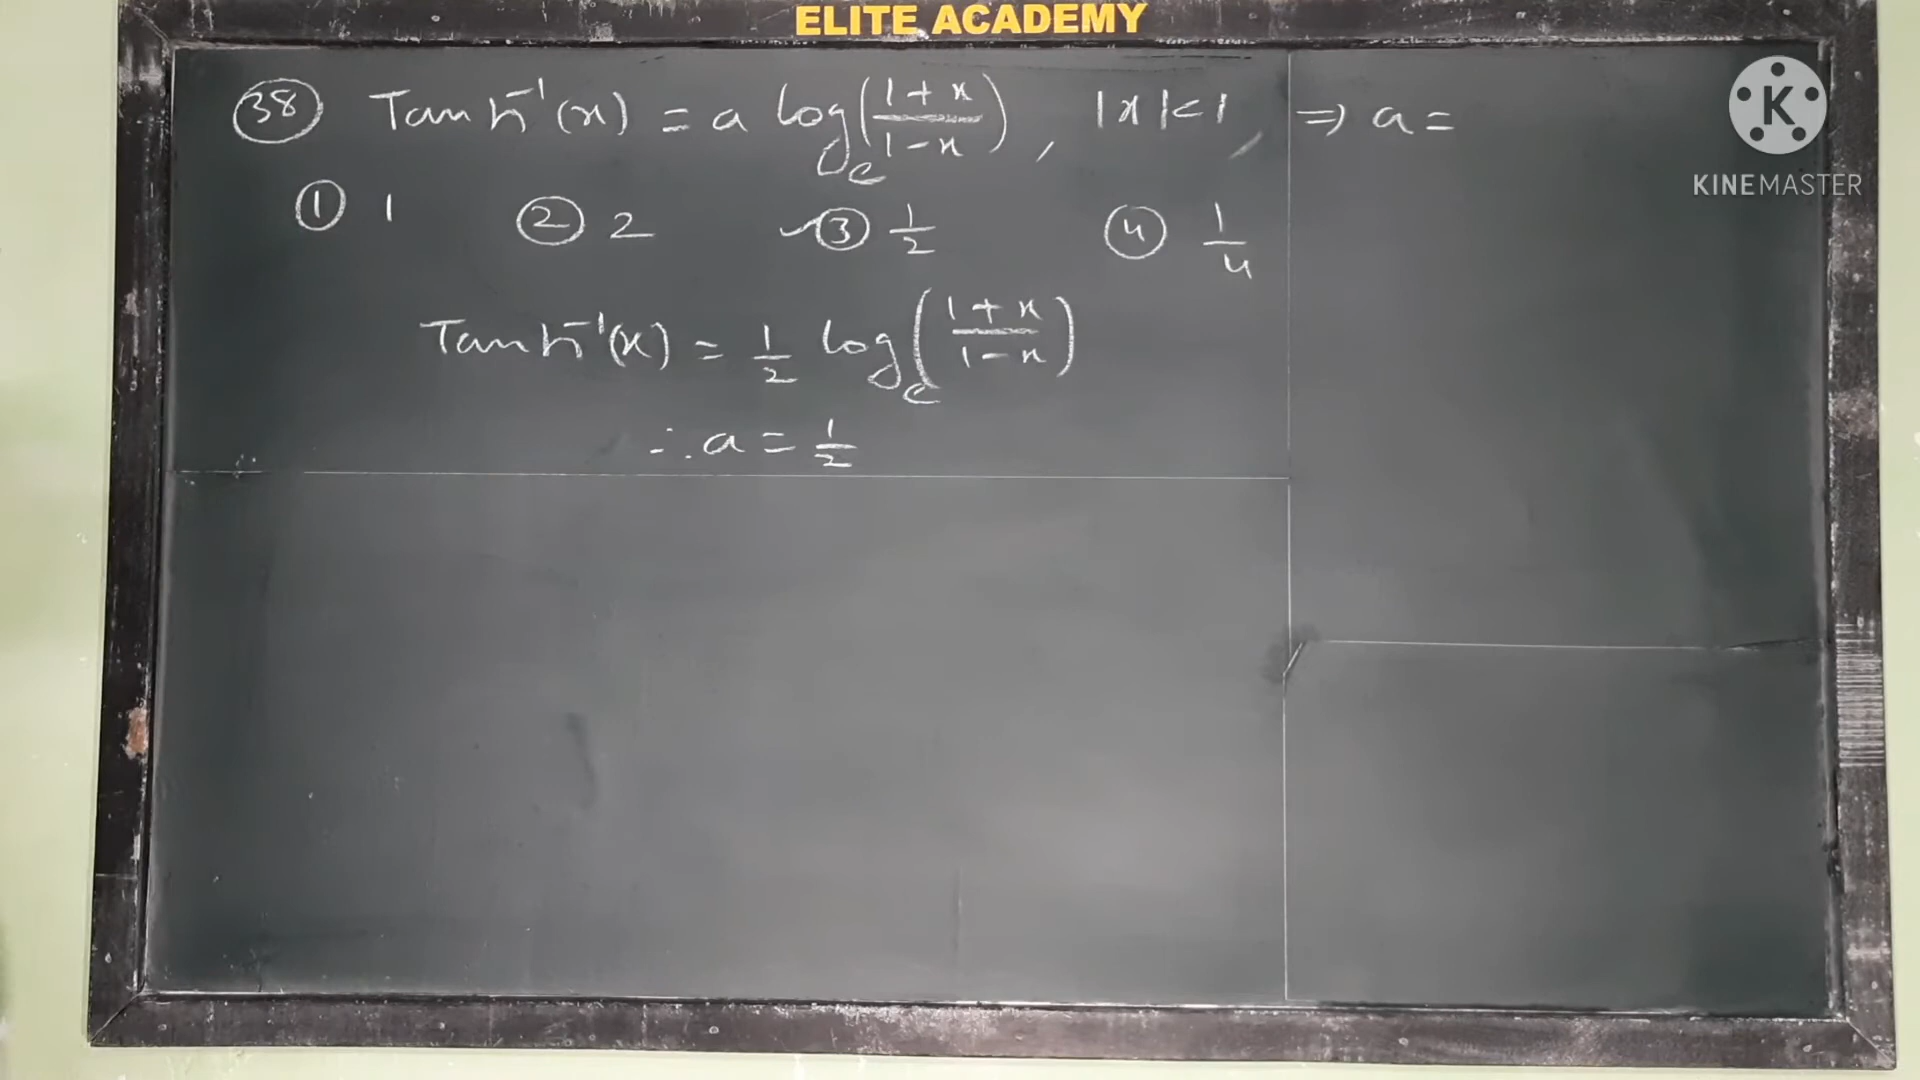 ELITE ACADEMY
38 Tanh⁻¹(x) = a logₑ((1+x)/(1-x)), |x|<1, ⇒ a =
① 1 ② 2 ✓③ 1/2 ④ 1/4
Tanh⁻¹(x) = 1/2 logₑ((1+x)/(1-x))
∴ a = 1/2
K
KINEMASTER